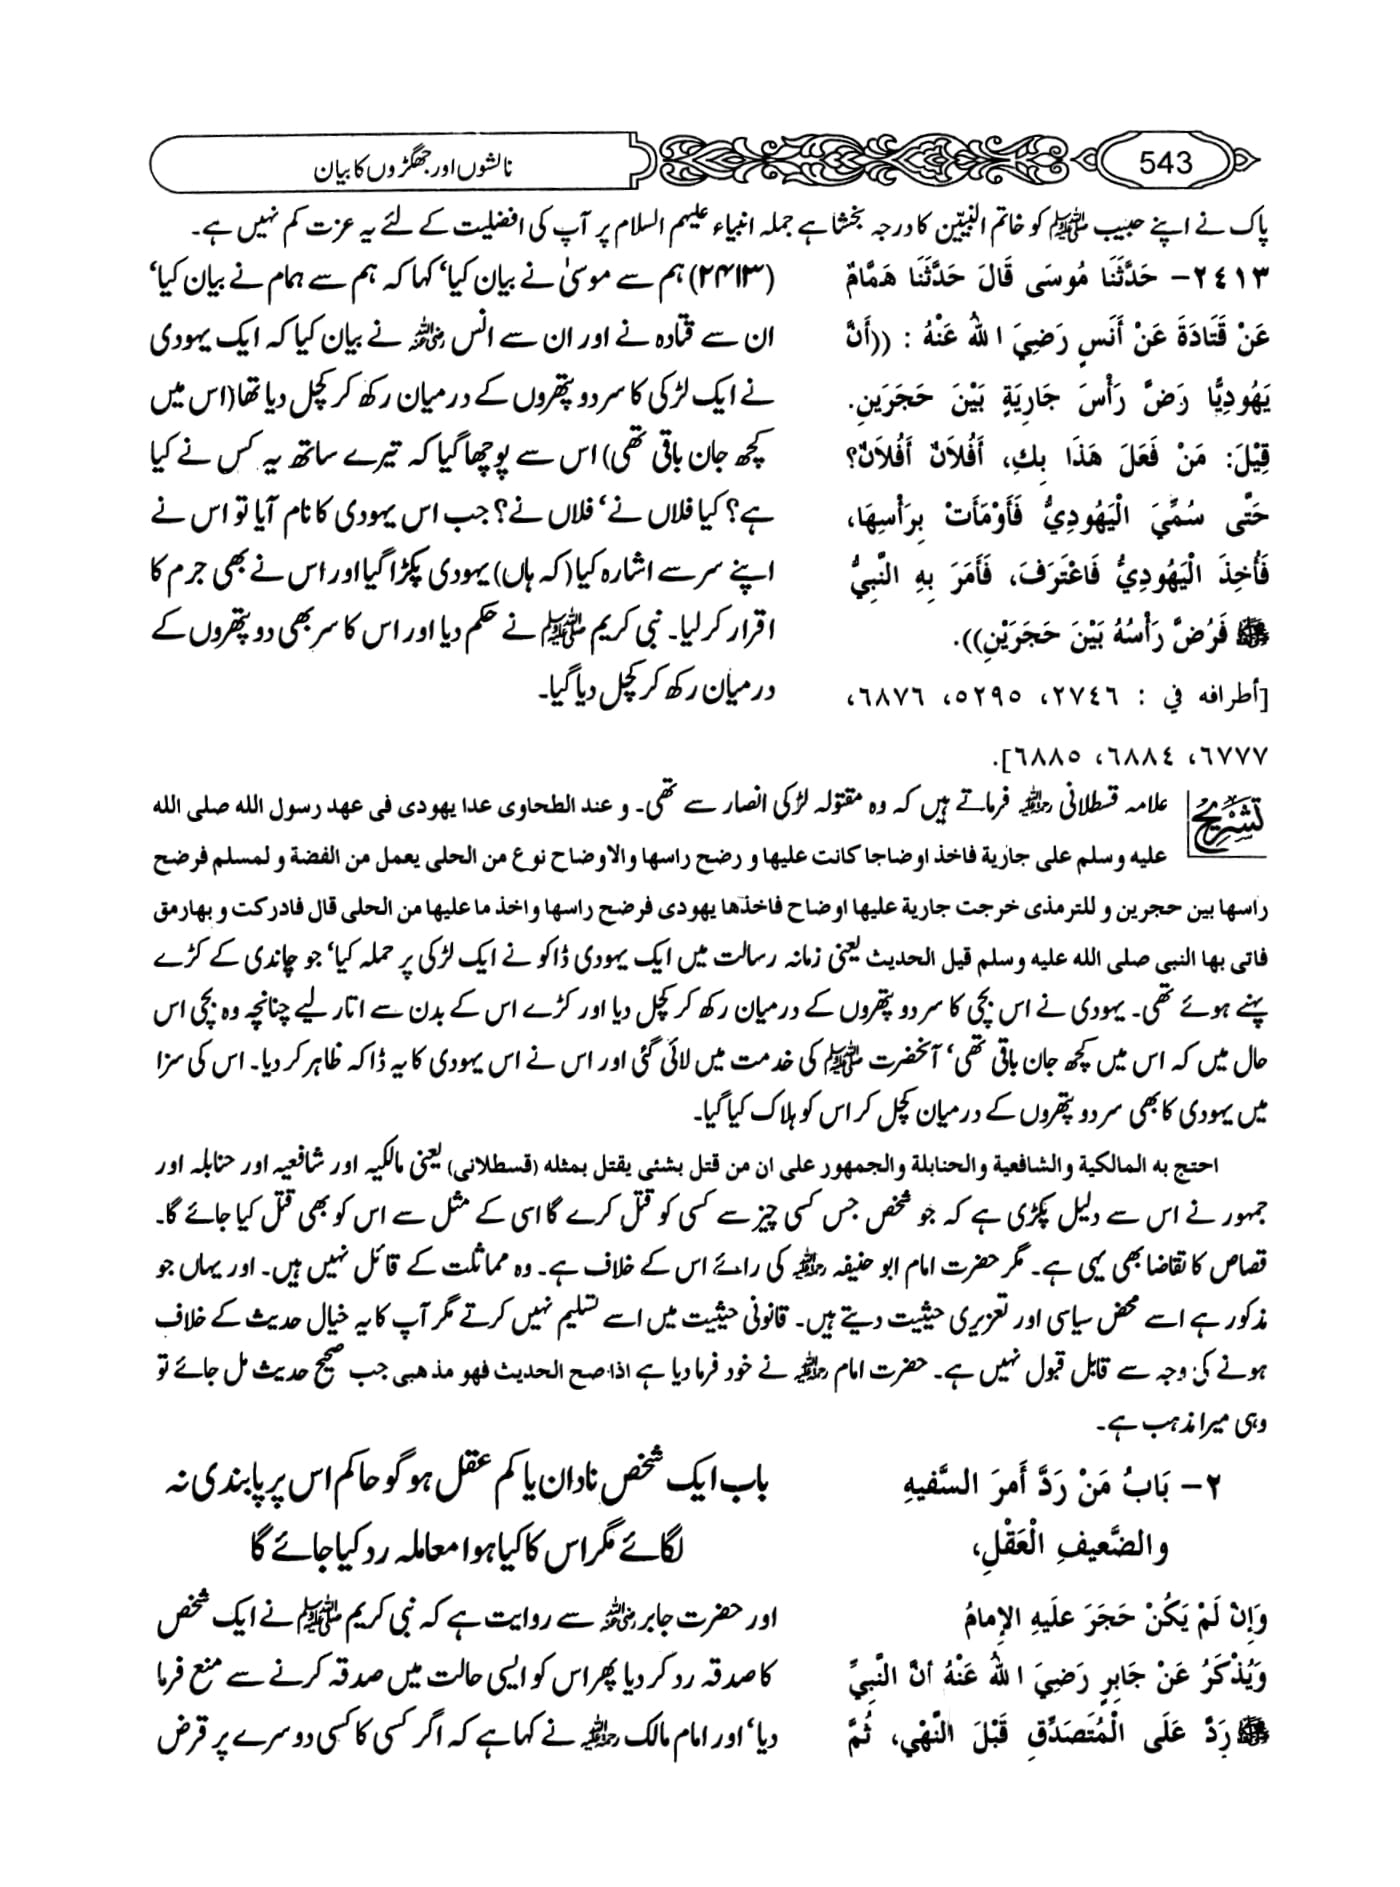 543
نالشوں اور جھگڑوں کا بیان
پاک نے اپنے حبیب ﷺ کو خاتم النبیین کا درجہ بخشا ہے جملہ انبیاء علیہم السلام پر آپ کی افضلیت کے لئے یہ عزت کم نہیں ہے۔
٢٤١٣- حَدَّثَنَا مُوسَى قَالَ حَدَّثَنَا هَمَّامٌ
عَنْ قَتَادَةَ عَنْ أَنَسٍ رَضِيَ اللهُ عَنْهُ : ((أَنَّ
يَهُودِيًّا رَضَّ رَأْسَ جَارِيَةٍ بَيْنَ حَجَرَيْنِ.
قِيْلَ: مَنْ فَعَلَ هَذَا بِكِ، أَفُلاَنٌ أَفُلاَنٌ؟
حَتَّى سُمِّيَ الْيَهُودِيُّ فَأَوْمَأَتْ بِرَأْسِهَا،
فَأُخِذَ الْيَهُودِيُّ فَاعْتَرَفَ، فَأَمَرَ بِهِ النَّبِيُّ
ﷺ فَرُضَّ رَأْسُهُ بَيْنَ حَجَرَيْنِ)).
[أطرافه في : ٢٧٤٦، ٥٢٩٥، ٦٨٧٦،
٦٧٧٧، ٦٨٨٤، ٦٨٨٥].
(۲۴۱۳) ہم سے موسیٰ نے بیان کیا‘ کہا کہ ہم سے ہمام نے بیان کیا‘
ان سے قتادہ نے اور ان سے انس رضی اللہ عنہ نے بیان کیا کہ ایک یہودی
نے ایک لڑکی کا سر دو پتھروں کے درمیان رکھ کر کچل دیا تھا (اس میں
کچھ جان باقی تھی) اس سے پوچھا گیا کہ تیرے ساتھ یہ کس نے کیا
ہے؟ کیا فلاں نے‘ فلاں نے؟ جب اس یہودی کا نام آیا تو اس نے
اپنے سر سے اشارہ کیا (کہ ہاں) یہودی پکڑا گیا اور اس نے بھی جرم کا
اقرار کرلیا۔ نبی کریم ﷺ نے حکم دیا اور اس کا سر بھی دو پتھروں کے
درمیان رکھ کر کچل دیا گیا۔
تشریح
علامہ قسطلانی رحمہ اللہ فرماتے ہیں کہ وہ مقتولہ لڑکی انصار سے تھی۔ و عند الطحاوی عدا یھودی فی عھد رسول الله صلی الله
علیه وسلم علی جاریة فاخذ اوضاحا کانت علیھا و رضح راسھا والاوضاح نوع من الحلی یعمل من الفضة و لمسلم فرضح
راسھا بین حجرین و للترمذی خرجت جاریة علیھا اوضاح فاخذھا یھودی فرضح راسھا واخذ ما علیھا من الحلی قال فادرکت و بھارمق
فاتی بھا النبی صلی الله علیه وسلم قیل الحدیث یعنی زمانہ رسالت میں ایک یہودی ڈاکو نے ایک لڑکی پر حملہ کیا‘ جو چاندی کے کڑے
پہنے ہوئے تھی۔ یہودی نے اس بچی کا سر دو پتھروں کے درمیان رکھ کر کچل دیا اور کڑے اس کے بدن سے اتار لیے چنانچہ وہ بچی اس
حال میں کہ اس میں کچھ جان باقی تھی‘ آنحضرت ﷺ کی خدمت میں لائی گئی اور اس نے اس یہودی کا یہ ڈاکہ ظاہر کر دیا۔ اس کی سزا
میں یہودی کا بھی سر دو پتھروں کے درمیان کچل کر اس کو ہلاک کیا گیا۔
احتج به المالکیة والشافعیة والحنابلة والجمھور علی ان من قتل بشئی یقتل بمثله (قسطلانی) یعنی مالکیہ اور شافعیہ اور حنابلہ اور
جمہور نے اس سے دلیل پکڑی ہے کہ جو شخص جس کسی چیز سے کسی کو قتل کرے گا اسی کے مثل سے اس کو بھی قتل کیا جائے گا۔
قصاص کا تقاضا بھی یہی ہے۔ مگر حضرت امام ابو حنیفہ رحمہ اللہ کی رائے اس کے خلاف ہے۔ وہ مماثلت کے قائل نہیں ہیں۔ اور یہاں جو
مذکور ہے اسے محض سیاسی اور تعزیری حیثیت دیتے ہیں۔ قانونی حیثیت میں اسے تسلیم نہیں کرتے مگر آپ کا یہ خیال حدیث کے خلاف
ہونے کی وجہ سے قابل قبول نہیں ہے۔ حضرت امام رحمہ اللہ نے خود فرما دیا ہے اذا صح الحدیث فھو مذھبی جب صحیح حدیث مل جائے تو
وہی میرا مذہب ہے۔
٢- بَابُ مَنْ رَدَّ أَمرَ السَّفيهِ
والضَّعيفِ الْعَقْلِ،
وَإِنْ لَمْ يَكُنْ حَجَرَ عَلَيهِ الإِمامُ
وَيُذْكَرُ عَنْ جَابِرٍ رَضِيَ اللهُ عَنْهُ أنَّ النَّبِيَّ
ﷺ رَدَّ عَلَى الْمُتَصَدِّقِ قَبْلَ النَّهْي، ثُمَّ
باب ایک شخص نادان یا کم عقل ہو گو حاکم اس پر پابندی نہ
لگائے مگر اس کا کیا ہوا معاملہ رد کیا جائے گا
اور حضرت جابر رضی اللہ عنہ سے روایت ہے کہ نبی کریم ﷺ نے ایک شخص
کا صدقہ رد کر دیا پھر اس کو ایسی حالت میں صدقہ کرنے سے منع فرما
دیا‘ اور امام مالک رحمہ اللہ نے کہا ہے کہ اگر کسی کا کسی دوسرے پر قرض